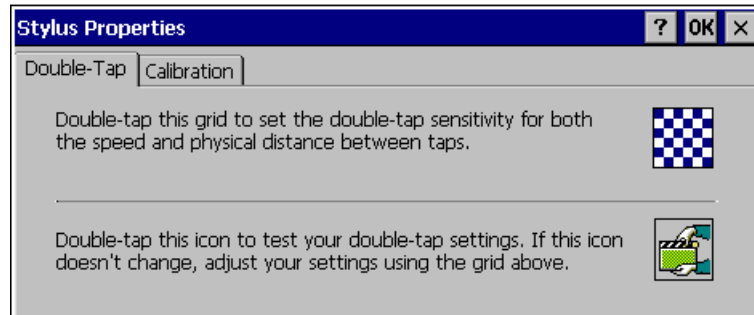 Stylus Properties ? OK ×
Double-Tap Calibration
Double-tap this grid to set the double-tap sensitivity for both
the speed and physical distance between taps.
Double-tap this icon to test your double-tap settings. If this icon
doesn't change, adjust your settings using the grid above.